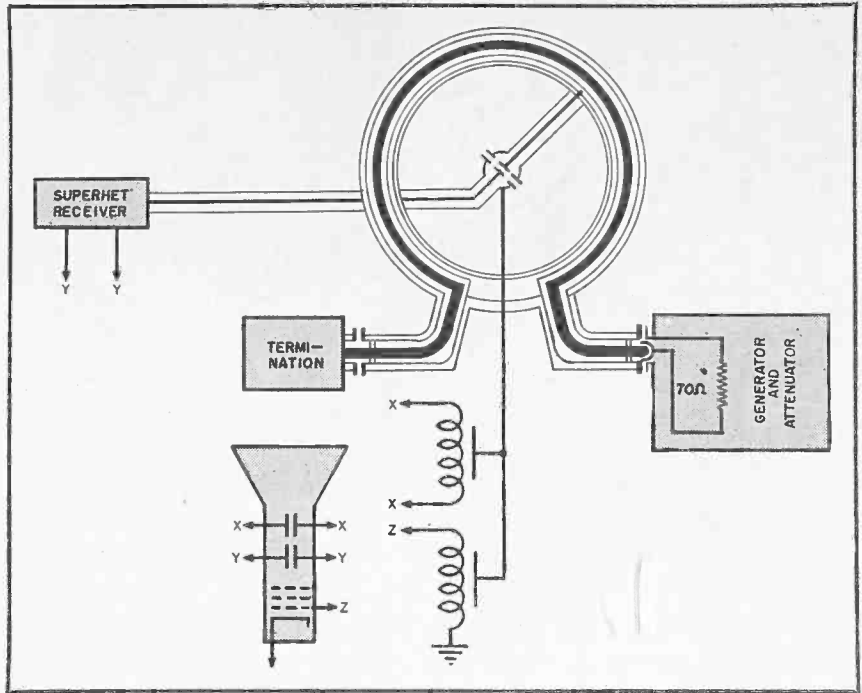 SUPERHET
RECEIVER
Y Y
TERMI-
NATION
70Ω
GENERATOR
AND
ATTENUATOR
X
X
Z
X X
Y Y
Z